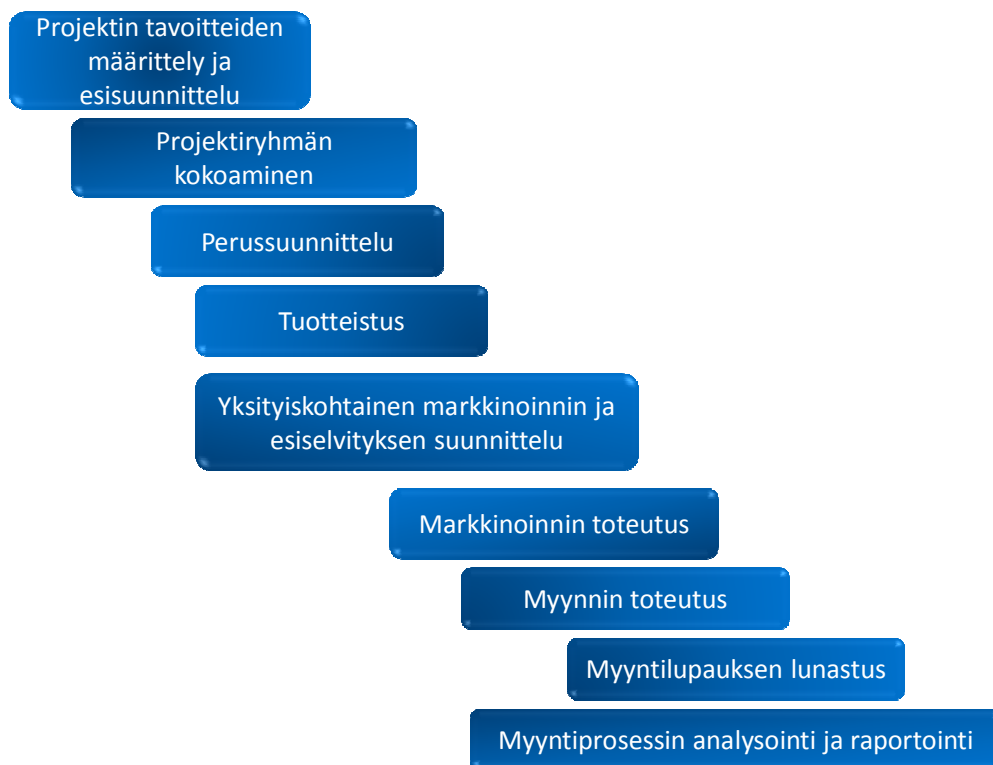 Projektin tavoitteiden
määrittely ja
esisuunnittelu
Projektiryhmän
kokoaminen
Perussuunnittelu
Tuotteistus
Yksityiskohtainen markkinoinnin ja
esiselvityksen suunnittelu
Markkinoinnin toteutus
Myynnin toteutus
Myyntilupauksen lunastus
Myyntiprosessin analysointi ja raportointi